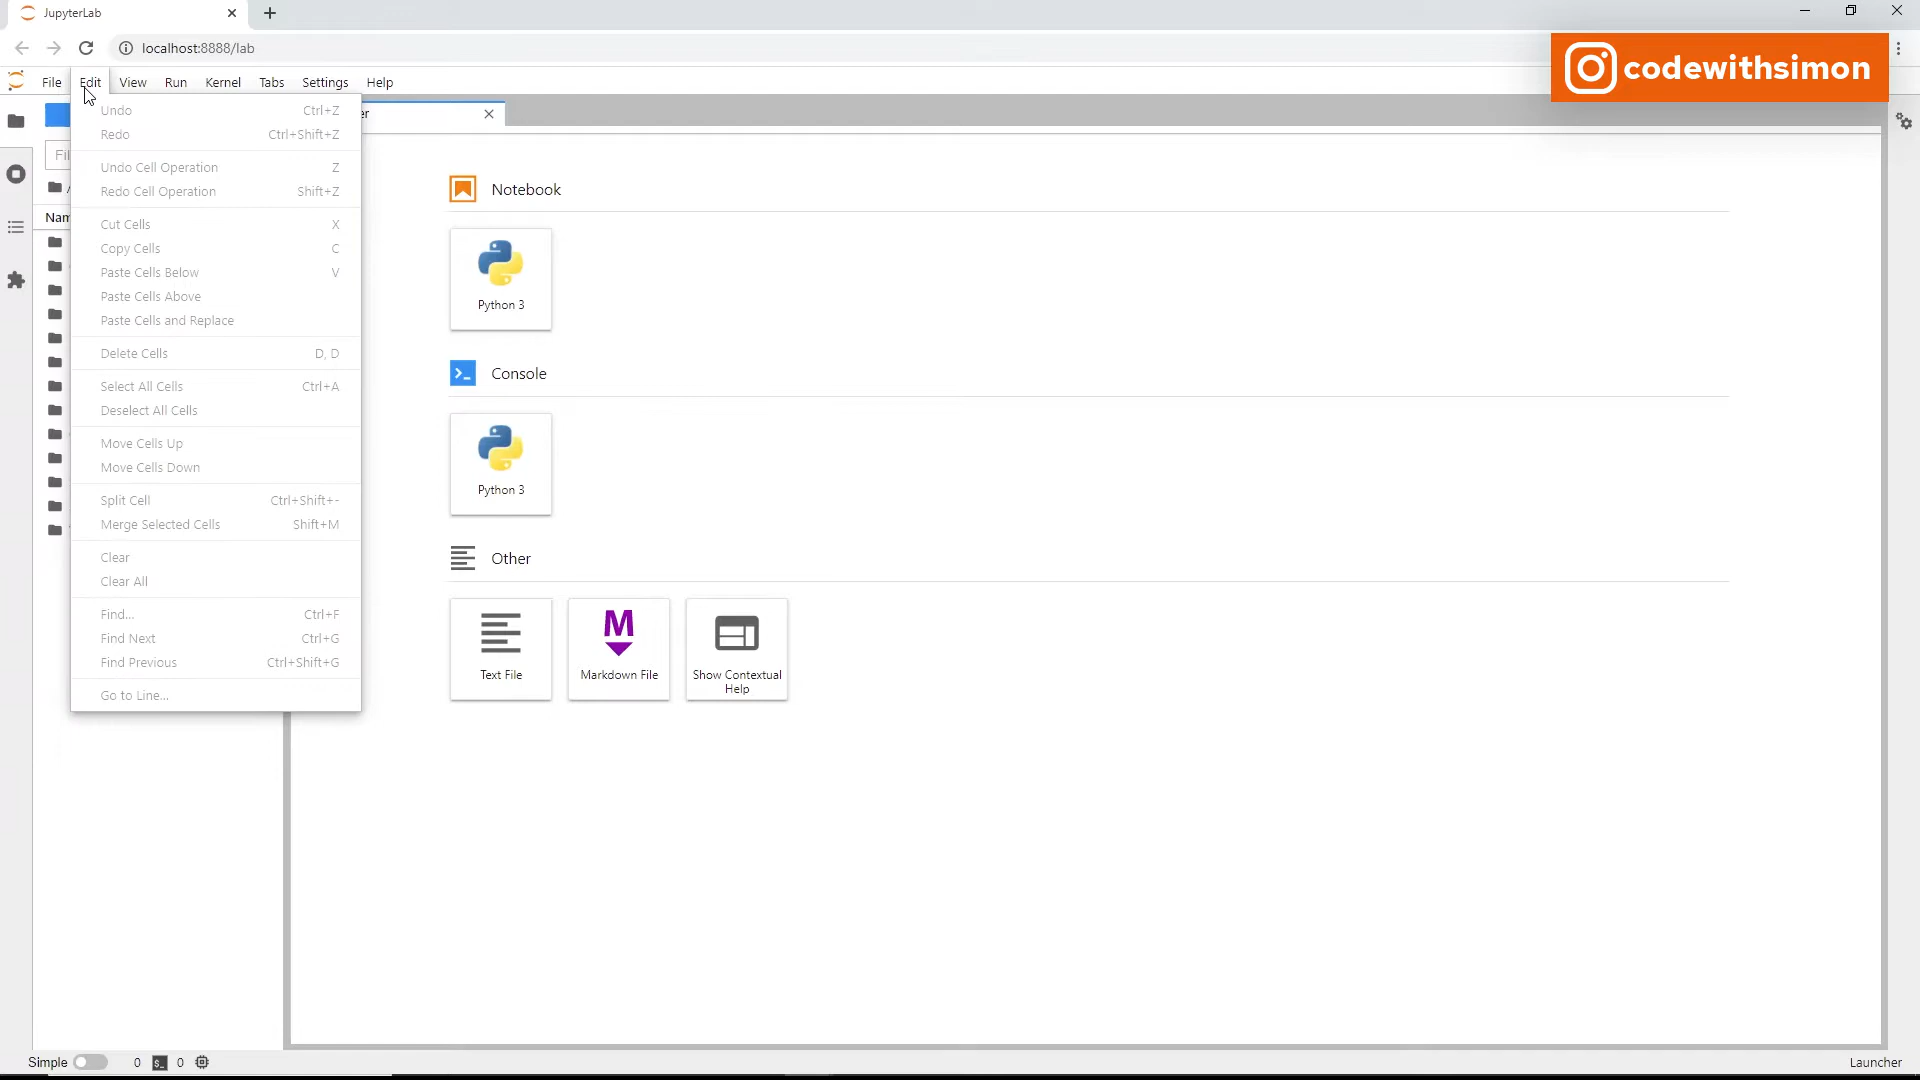 JupyterLab
localhost:8888/lab
codewithsimon
File Edit View Run Kernel Tabs Settings Help
Undo Ctrl+Z
Redo Ctrl+Shift+Z
Undo Cell Operation Z
Redo Cell Operation Shift+Z
Cut Cells X
Copy Cells C
Paste Cells Below V
Paste Cells Above
Paste Cells and Replace
Delete Cells D, D
Select All Cells Ctrl+A
Deselect All Cells
Move Cells Up
Move Cells Down
Split Cell Ctrl+Shift+-
Merge Selected Cells Shift+M
Clear
Clear All
Find... Ctrl+F
Find Next Ctrl+G
Find Previous Ctrl+Shift+G
Go to Line...
er
Fil
/
Nam
Notebook
Python 3
Console
>_
Python 3
Other
Text File
M
Markdown File
Show Contextual
Help
Simple 0 s_ 0
Launcher